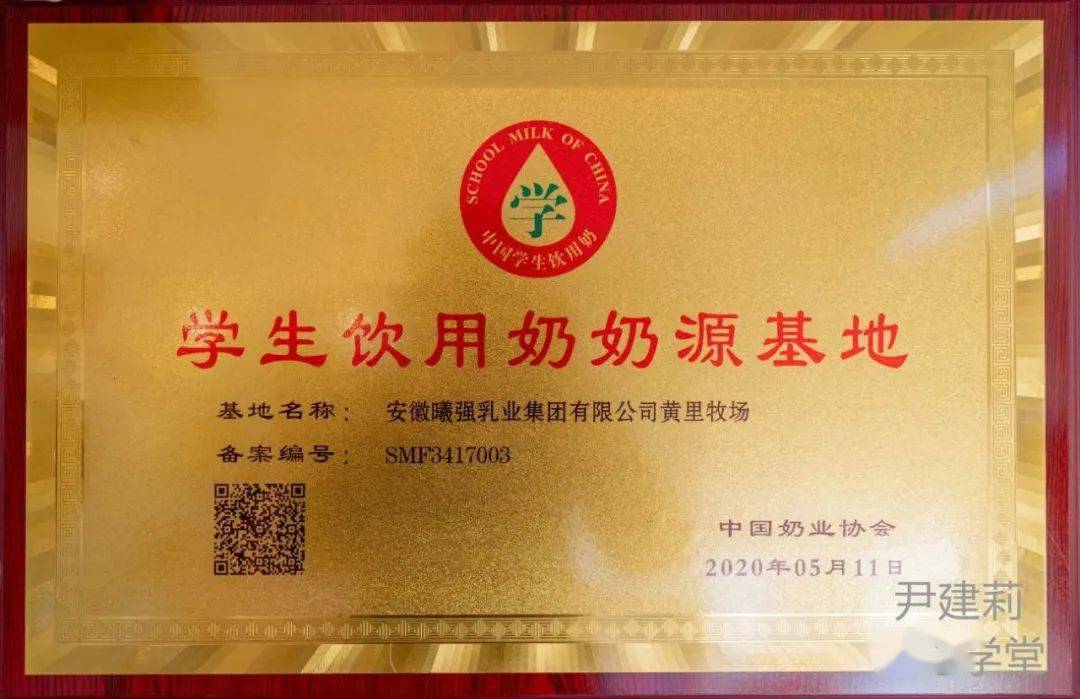 SCHOOL MILK OF CHINA
学
中国学生饮用奶
学生饮用奶奶源基地
基地名称: 安徽曦强乳业集团有限公司黄里牧场
备案编号: SMF3417003
中国奶业协会
2020年05月11日
尹建莉
学堂